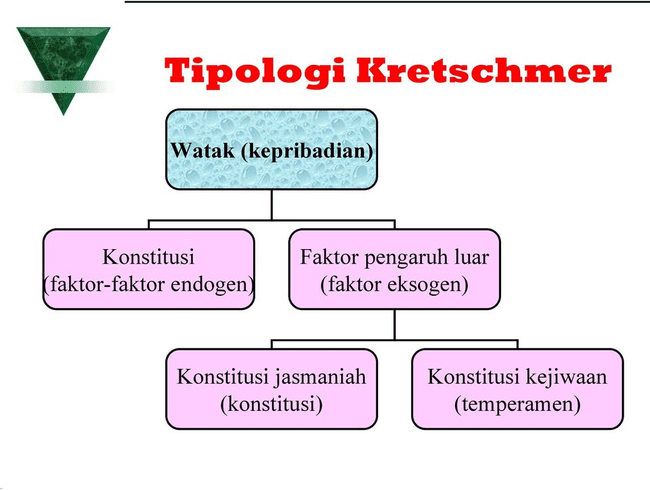 Tipologi Kretschmer
Watak (kepribadian)
Konstitusi
(faktor-faktor endogen)
Faktor pengaruh luar
(faktor eksogen)
Konstitusi jasmaniah
(konstitusi)
Konstitusi kejiwaan
(temperamen)